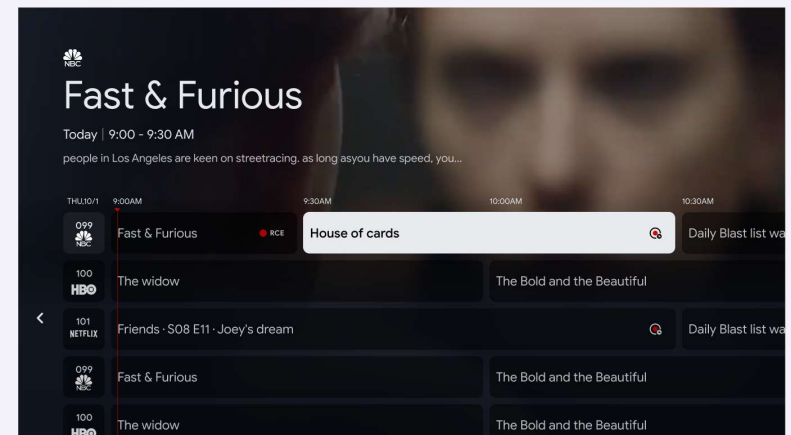 NBC
Fast & Furious
Today | 9:00 - 9:30 AM
people in Los Angeles are keen on streetracing. as long asyou have speed, you...
THU,10/1 9:00AM 9:30AM 10:00AM 10:30AM
099 NBC Fast & Furious RCE House of cards Daily Blast list wa
100 HBO The widow The Bold and the Beautiful
101 NETFLIX Friends · S08 E11 · Joey's dream Daily Blast list wa
099 NBC Fast & Furious The Bold and the Beautiful
100 HBO The widow The Bold and the Beautiful